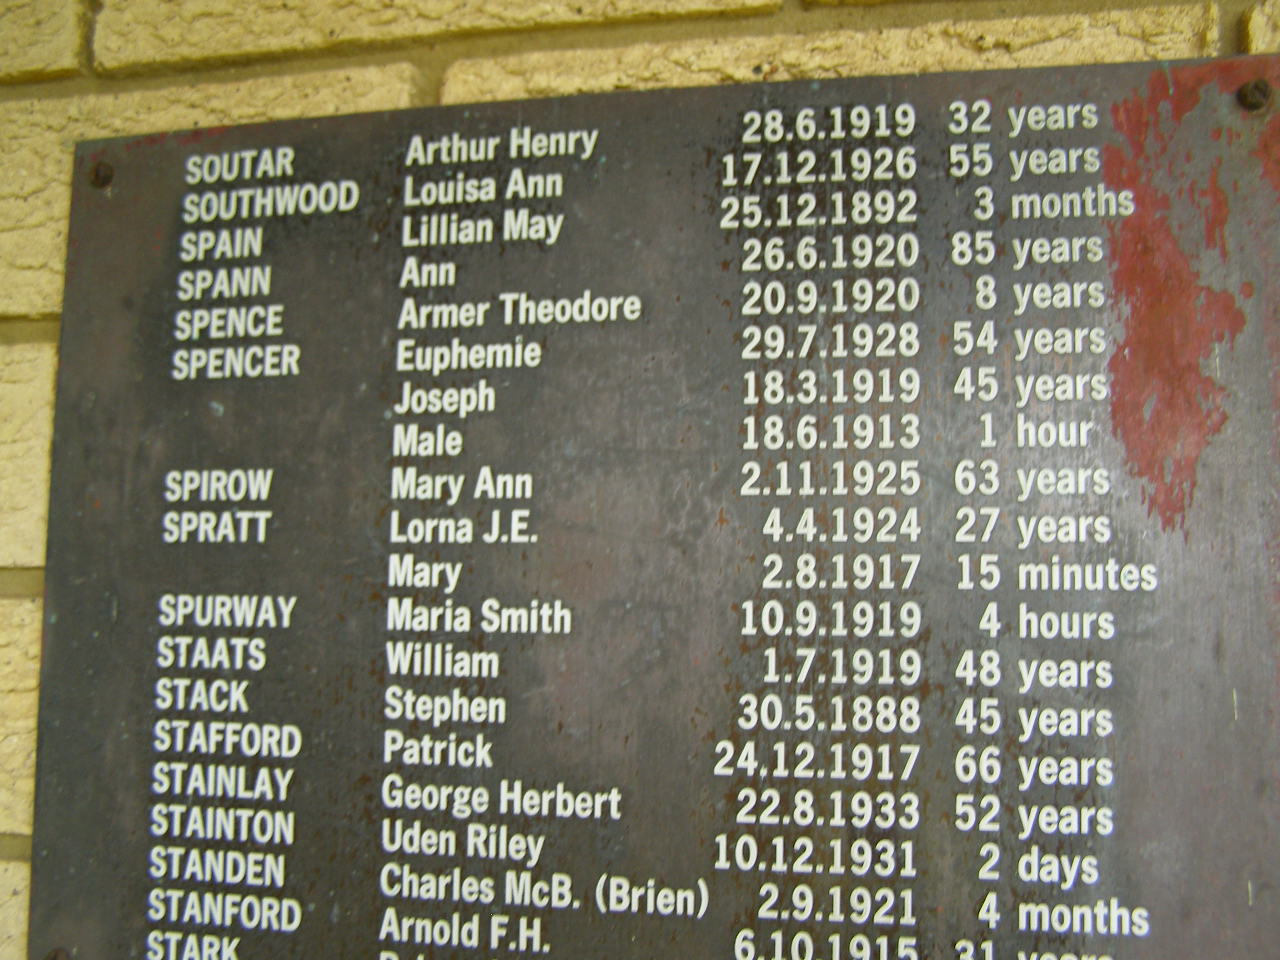 SOUTAR Arthur Henry 28.6.1919 32 years
SOUTHWOOD Louisa Ann 17.12.1926 55 years
SPAIN Lillian May 25.12.1892 3 months
SPANN Ann 26.6.1920 85 years
SPENCE Armer Theodore 20.9.1920 8 years
SPENCER Euphemie 29.7.1928 54 years
Joseph 18.3.1919 45 years
Male 18.6.1913 1 hour
SPIROW Mary Ann 2.11.1925 63 years
SPRATT Lorna J.E. 4.4.1924 27 years
Mary 2.8.1917 15 minutes
SPURWAY Maria Smith 10.9.1919 4 hours
STAATS William 1.7.1919 48 years
STACK Stephen 30.5.1888 45 years
STAFFORD Patrick 24.12.1917 66 years
STAINLAY George Herbert 22.8.1933 52 years
STAINTON Uden Riley 10.12.1931 2 days
STANDEN Charles McB. (Brien) 2.9.1921 4 months
STANFORD Arnold F.H. 6.10.1915 31 years
STARK